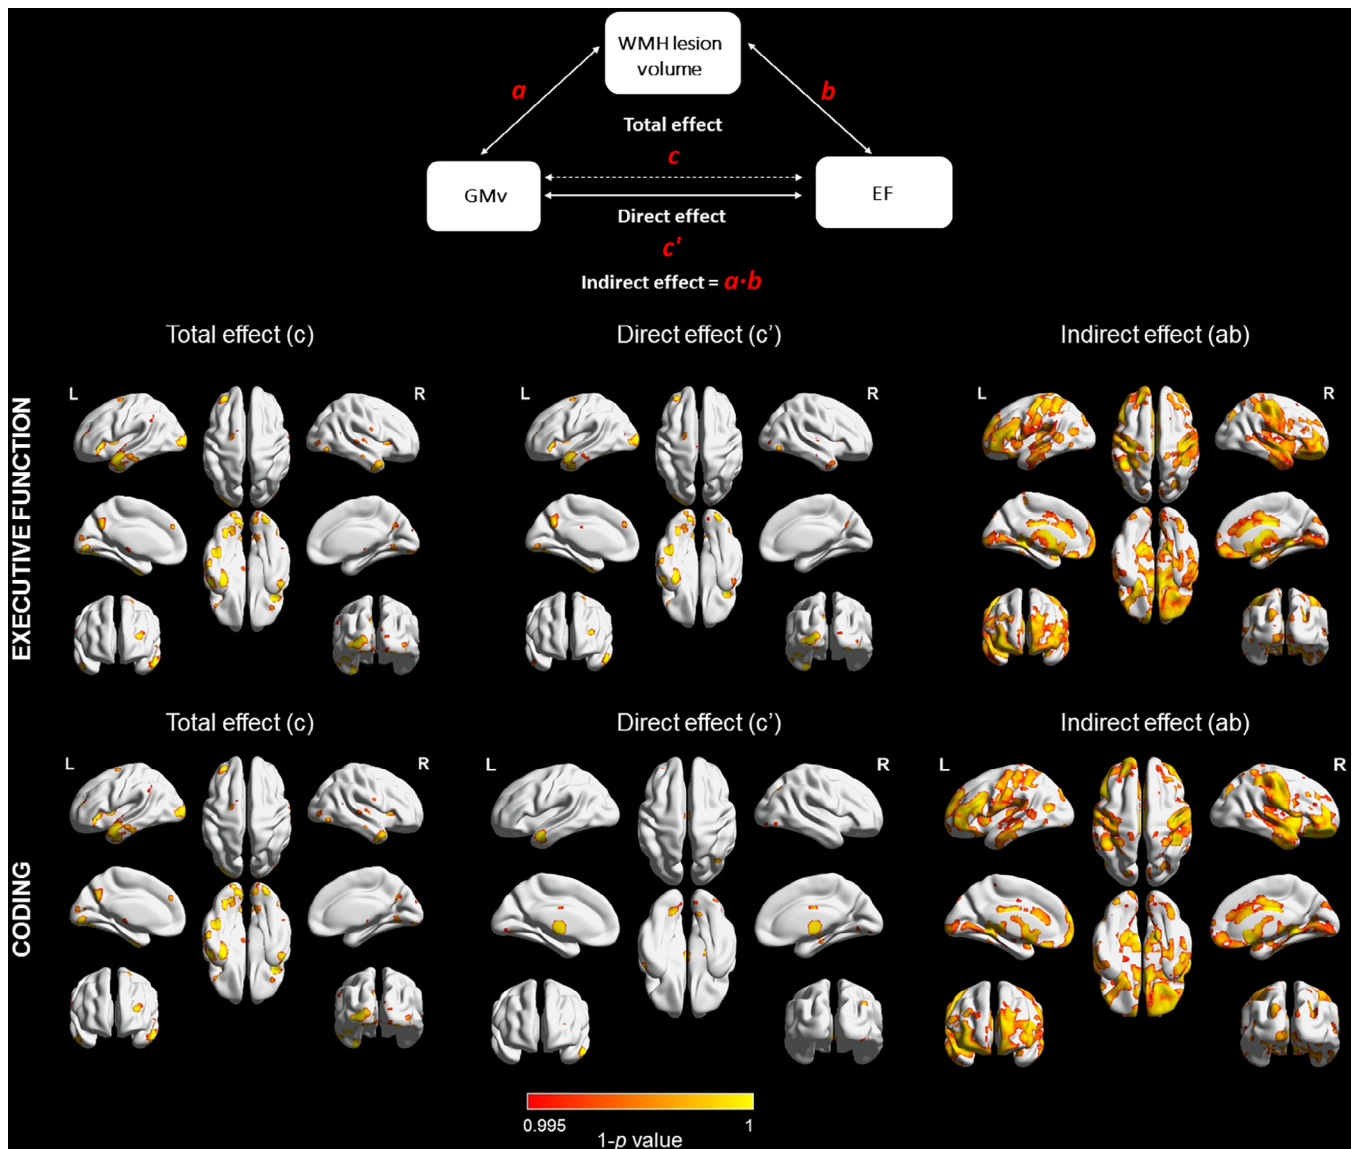 WMH lesion
volume
a
b
Total effect
c
GMv
EF
Direct effect
c'
Indirect effect = a·b
Total effect (c)
Direct effect (c’)
Indirect effect (ab)
EXECUTIVE FUNCTION
L
R
L
R
L
R
Total effect (c)
Direct effect (c’)
Indirect effect (ab)
CODING
L
R
L
R
L
R
0.995
1
1-p value